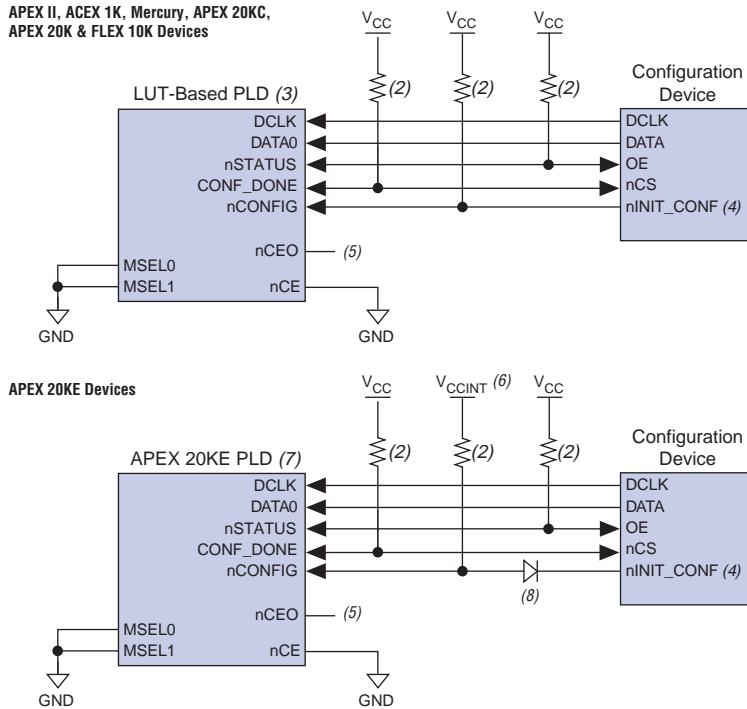 APEX II, ACEX 1K, Mercury, APEX 20KC,
APEX 20K & FLEX 10K Devices
VCC VCC VCC
(2) (2) (2)
LUT-Based PLD (3)
Configuration
Device
DCLK DCLK
DATA0 DATA
nSTATUS OE
CONF_DONE nCS
nCONFIG nINIT_CONF (4)
nCEO (5)
MSEL0
MSEL1 nCE
GND GND
APEX 20KE Devices
VCC VCCINT (6) VCC
(2) (2) (2)
APEX 20KE PLD (7)
Configuration
Device
DCLK DCLK
DATA0 DATA
nSTATUS OE
CONF_DONE nCS
nCONFIG nINIT_CONF (4)
(8)
nCEO (5)
MSEL0
MSEL1 nCE
GND GND